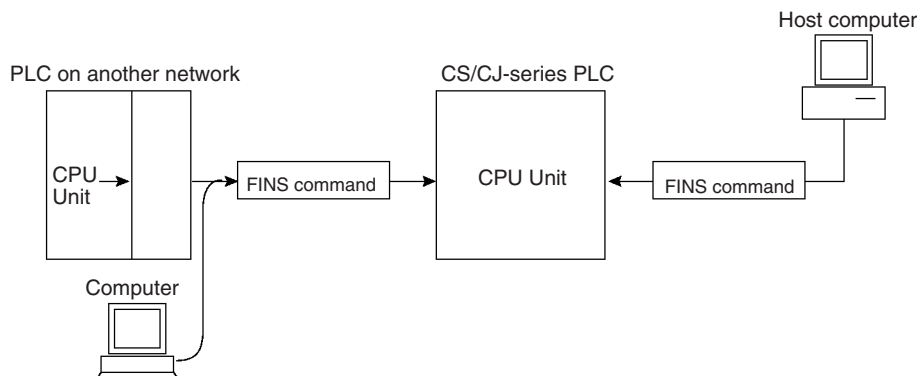 Host computer
PLC on another network
CS/CJ-series PLC
CPU
Unit
FINS command
CPU Unit
FINS command
Computer